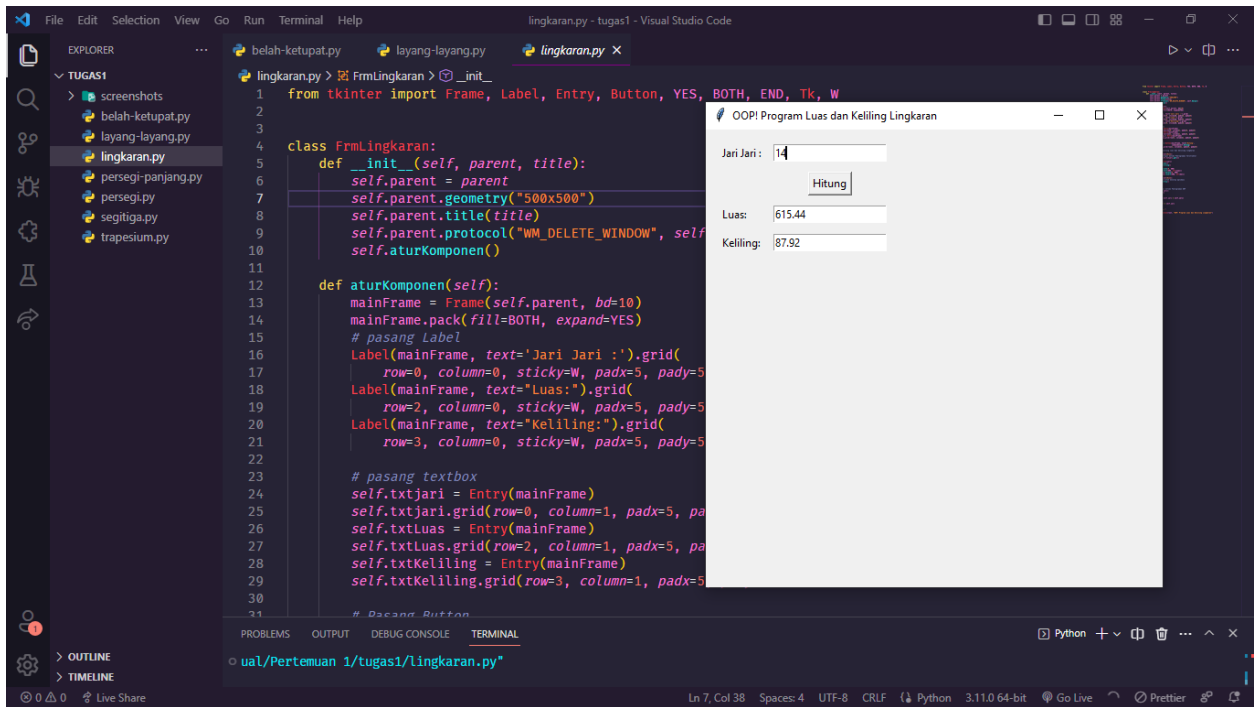 File Edit Selection View Go Run Terminal Help
lingkaran.py - tugas1 - Visual Studio Code
EXPLORER
TUGAS1
screenshots
belah-ketupat.py
layang-layang.py
lingkaran.py
persegi-panjang.py
persegi.py
segitiga.py
trapesium.py
OUTLINE
TIMELINE
belah-ketupat.py layang-layang.py lingkaran.py
lingkaran.py > FrmLingkaran > __init__
1 from tkinter import Frame, Label, Entry, Button, YES, BOTH, END, Tk, W
2
3
4 class FrmLingkaran:
5 def __init__(self, parent, title):
6 self.parent = parent
7 self.parent.geometry("500x500")
8 self.parent.title(title)
9 self.parent.protocol("WM_DELETE_WINDOW", self
10 self.aturKomponen()
11
12 def aturKomponen(self):
13 mainFrame = Frame(self.parent, bd=10)
14 mainFrame.pack(fill=BOTH, expand=YES)
15 # pasang Label
16 Label(mainFrame, text='Jari Jari :').grid(
17 row=0, column=0, sticky=W, padx=5, pady=5
18 Label(mainFrame, text="Luas:").grid(
19 row=2, column=0, sticky=W, padx=5, pady=5
20 Label(mainFrame, text="Keliling:").grid(
21 row=3, column=0, sticky=W, padx=5, pady=5
22
23 # pasang textbox
24 self.txtjari = Entry(mainFrame)
25 self.txtjari.grid(row=0, column=1, padx=5, pa
26 self.txtLuas = Entry(mainFrame)
27 self.txtLuas.grid(row=2, column=1, padx=5, pa
28 self.txtKeliling = Entry(mainFrame)
29 self.txtKeliling.grid(row=3, column=1, padx=5
30
31 # Pasang Button
OOP! Program Luas dan Keliling Lingkaran
Jari Jari : 14
Hitung
Luas: 615.44
Keliling: 87.92
PROBLEMS OUTPUT DEBUG CONSOLE TERMINAL
Python
ual/Pertemuan 1/tugas1/lingkaran.py"
1
0 0 Live Share
Ln 7, Col 38 Spaces: 4 UTF-8 CRLF Python 3.11.0 64-bit Go Live Prettier